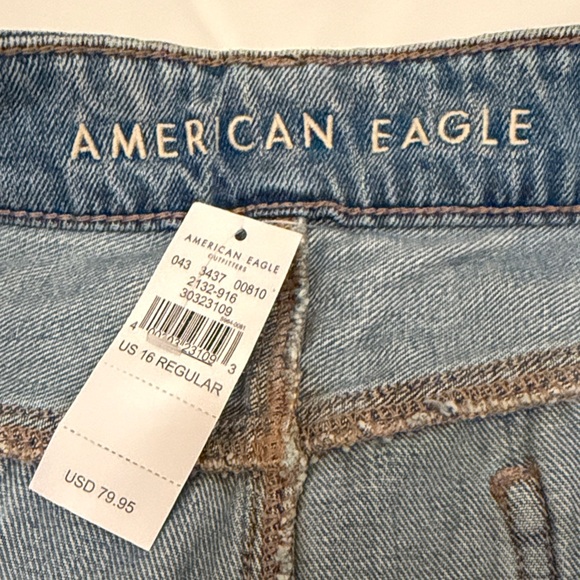 AMERICAN EAGLE
AMERICAN EAGLE
OUTFITTERS
043 3437 00810
2132-916
30323109
US 16 REGULAR
USD 79.95